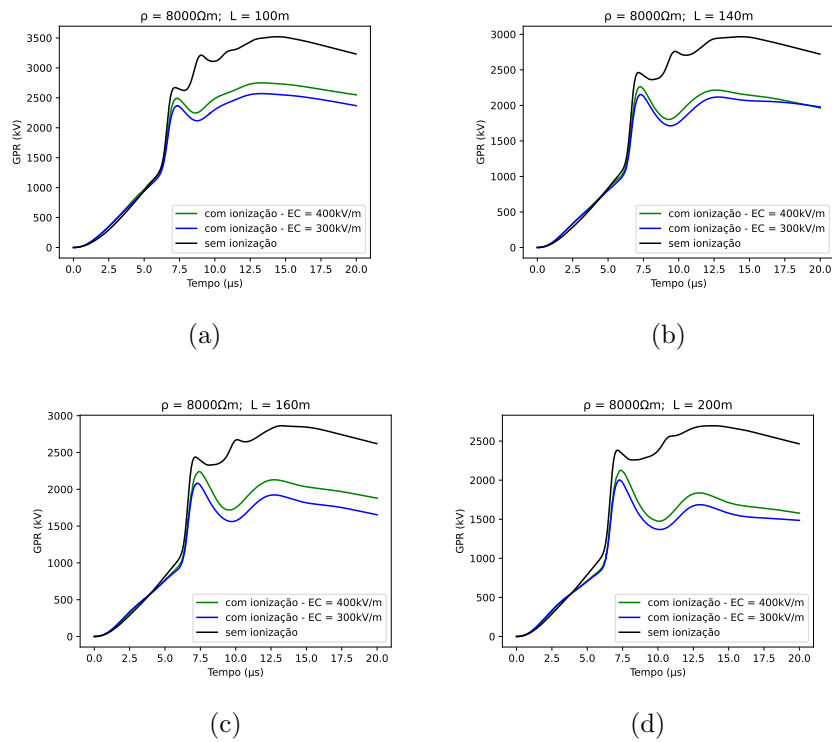 ρ = 8000Ωm;  L = 100m
GPR (kV)
3500
3000
2500
2000
1500
1000
500
0
com ionização - EC = 400kV/m
com ionização - EC = 300kV/m
sem ionização
0.0 2.5 5.0 7.5 10.0 12.5 15.0 17.5 20.0
Tempo (μs)
(a)
ρ = 8000Ωm;  L = 140m
GPR (kV)
3000
2500
2000
1500
1000
500
0
com ionização - EC = 400kV/m
com ionização - EC = 300kV/m
sem ionização
0.0 2.5 5.0 7.5 10.0 12.5 15.0 17.5 20.0
Tempo (μs)
(b)
ρ = 8000Ωm;  L = 160m
GPR (kV)
3000
2500
2000
1500
1000
500
0
com ionização - EC = 400kV/m
com ionização - EC = 300kV/m
sem ionização
0.0 2.5 5.0 7.5 10.0 12.5 15.0 17.5 20.0
Tempo (μs)
(c)
ρ = 8000Ωm;  L = 200m
GPR (kV)
2500
2000
1500
1000
500
0
com ionização - EC = 400kV/m
com ionização - EC = 300kV/m
sem ionização
0.0 2.5 5.0 7.5 10.0 12.5 15.0 17.5 20.0
Tempo (μs)
(d)